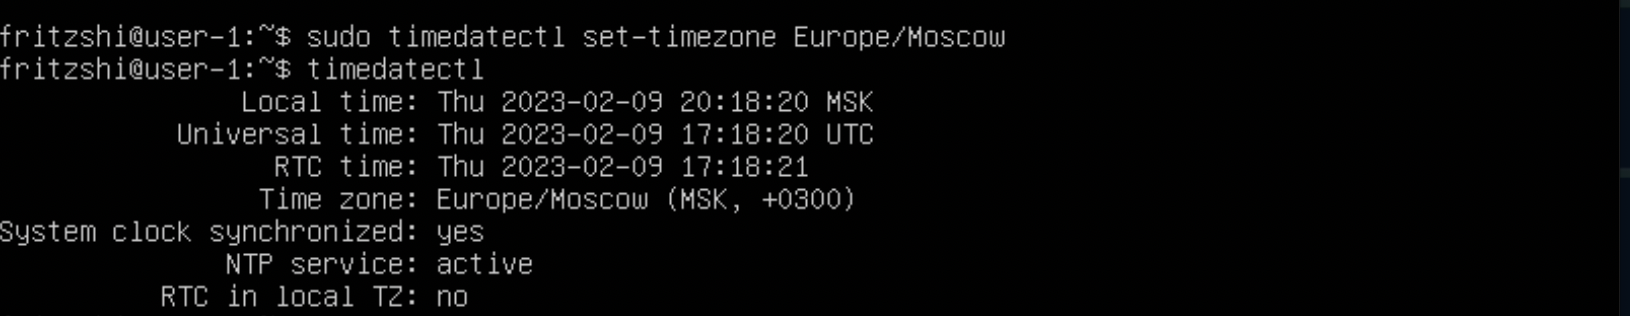 fritzshi@user-1:~$ sudo timedatectl set-timezone Europe/Moscow
fritzshi@user-1:~$ timedatectl
Local time: Thu 2023-02-09 20:18:20 MSK
Universal time: Thu 2023-02-09 17:18:20 UTC
RTC time: Thu 2023-02-09 17:18:21
Time zone: Europe/Moscow (MSK, +0300)
System clock synchronized: yes
NTP service: active
RTC in local TZ: no